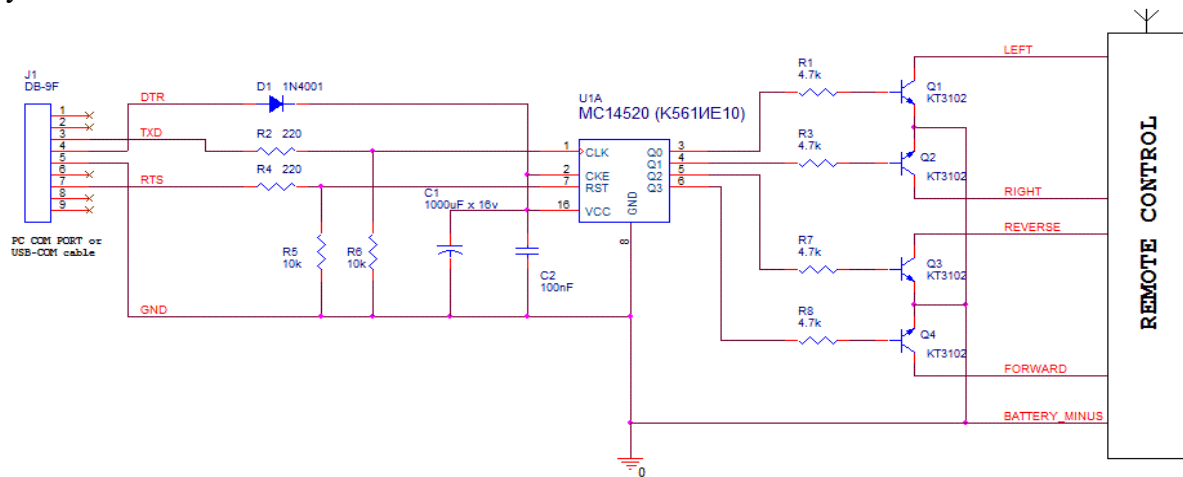 J1
DB-9F
1
2
3
4
5
6
7
8
9
PC COM PORT or
USB-COM cable
DTR
TXD
RTS
GND
D1 1N4001
R2 220
R4 220
R5
10k
R6
10k
C1
1000uF x 16v
C2
100nF
U1A
MC14520 (К561ИЕ10)
1
2
7
16
CLK
CKE
RST
VCC
GND
8
Q0
Q1
Q2
Q3
3
4
5
6
R1
4.7k
R3
4.7k
R7
4.7k
R8
4.7k
Q1
KT3102
Q2
KT3102
Q3
KT3102
Q4
KT3102
LEFT
RIGHT
REVERSE
FORWARD
BATTERY_MINUS
0
REMOTE CONTROL